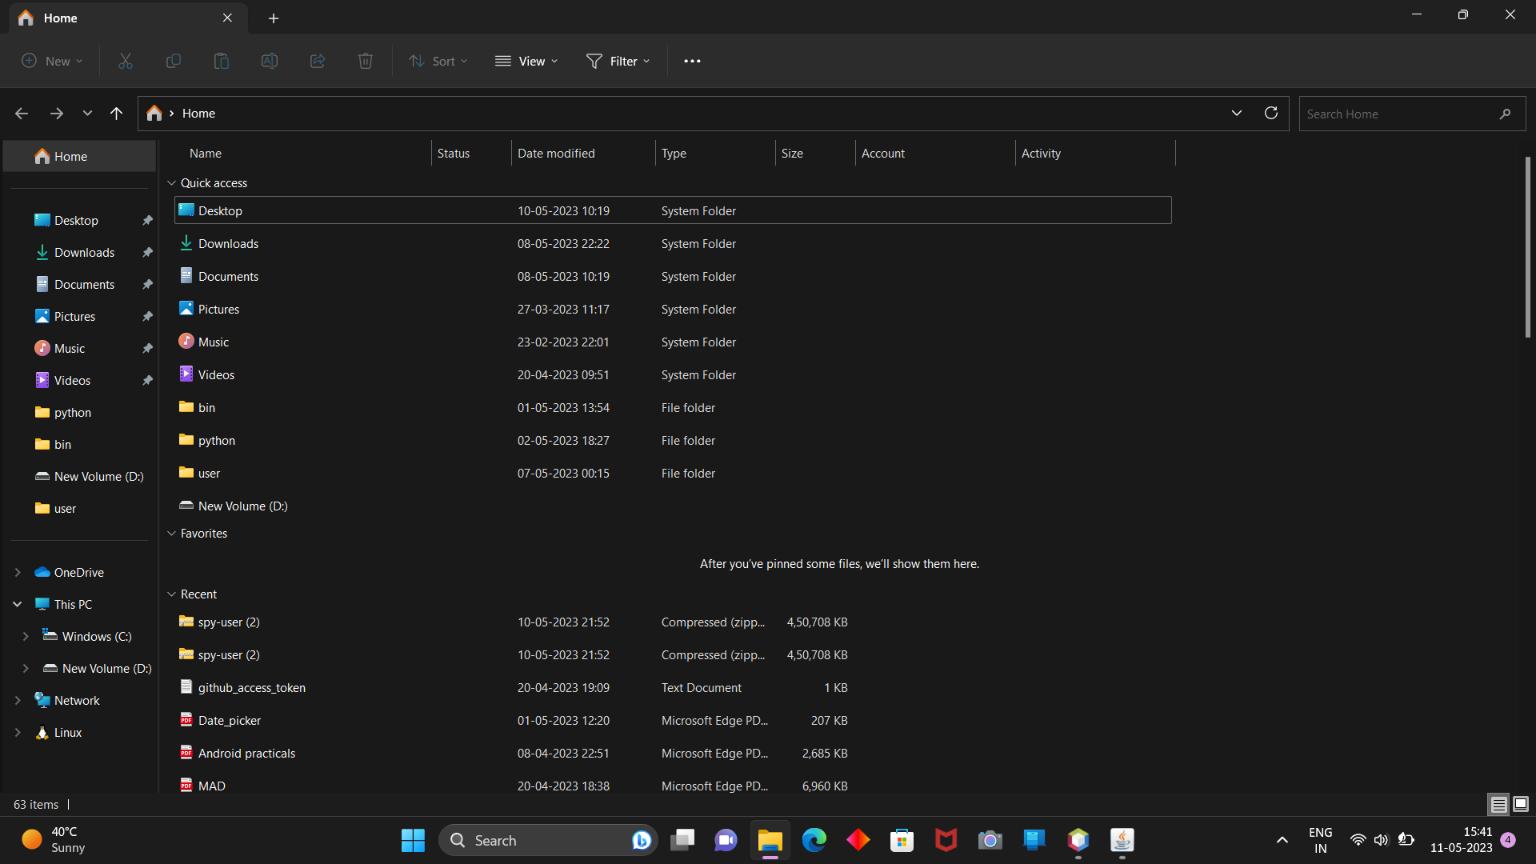 Home
New
Sort
View
Filter
Home
Search Home
Home
Desktop
Downloads
Documents
Pictures
Music
Videos
python
bin
New Volume (D:)
user
OneDrive
This PC
Windows (C:)
New Volume (D:)
Network
Linux
Name Status Date modified Type Size Account Activity
Quick access
Desktop 10-05-2023 10:19 System Folder
Downloads 08-05-2023 22:22 System Folder
Documents 08-05-2023 10:19 System Folder
Pictures 27-03-2023 11:17 System Folder
Music 23-02-2023 22:01 System Folder
Videos 20-04-2023 09:51 System Folder
bin 01-05-2023 13:54 File folder
python 02-05-2023 18:27 File folder
user 07-05-2023 00:15 File folder
New Volume (D:)
Favorites
After you've pinned some files, we'll show them here.
Recent
spy-user (2) 10-05-2023 21:52 Compressed (zipp... 4,50,708 KB
spy-user (2) 10-05-2023 21:52 Compressed (zipp... 4,50,708 KB
github_access_token 20-04-2023 19:09 Text Document 1 KB
Date_picker 01-05-2023 12:20 Microsoft Edge PD... 207 KB
Android practicals 08-04-2023 22:51 Microsoft Edge PD... 2,685 KB
MAD 20-04-2023 18:38 Microsoft Edge PD... 6,960 KB
63 items
40°C
Sunny
Search
ENG
IN
15:41
11-05-2023
4